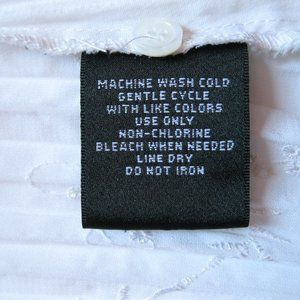 MACHINE WASH COLD
GENTLE CYCLE
WITH LIKE COLORS
USE ONLY
NON-CHLORINE
BLEACH WHEN NEEDED
LINE DRY
DO NOT IRON